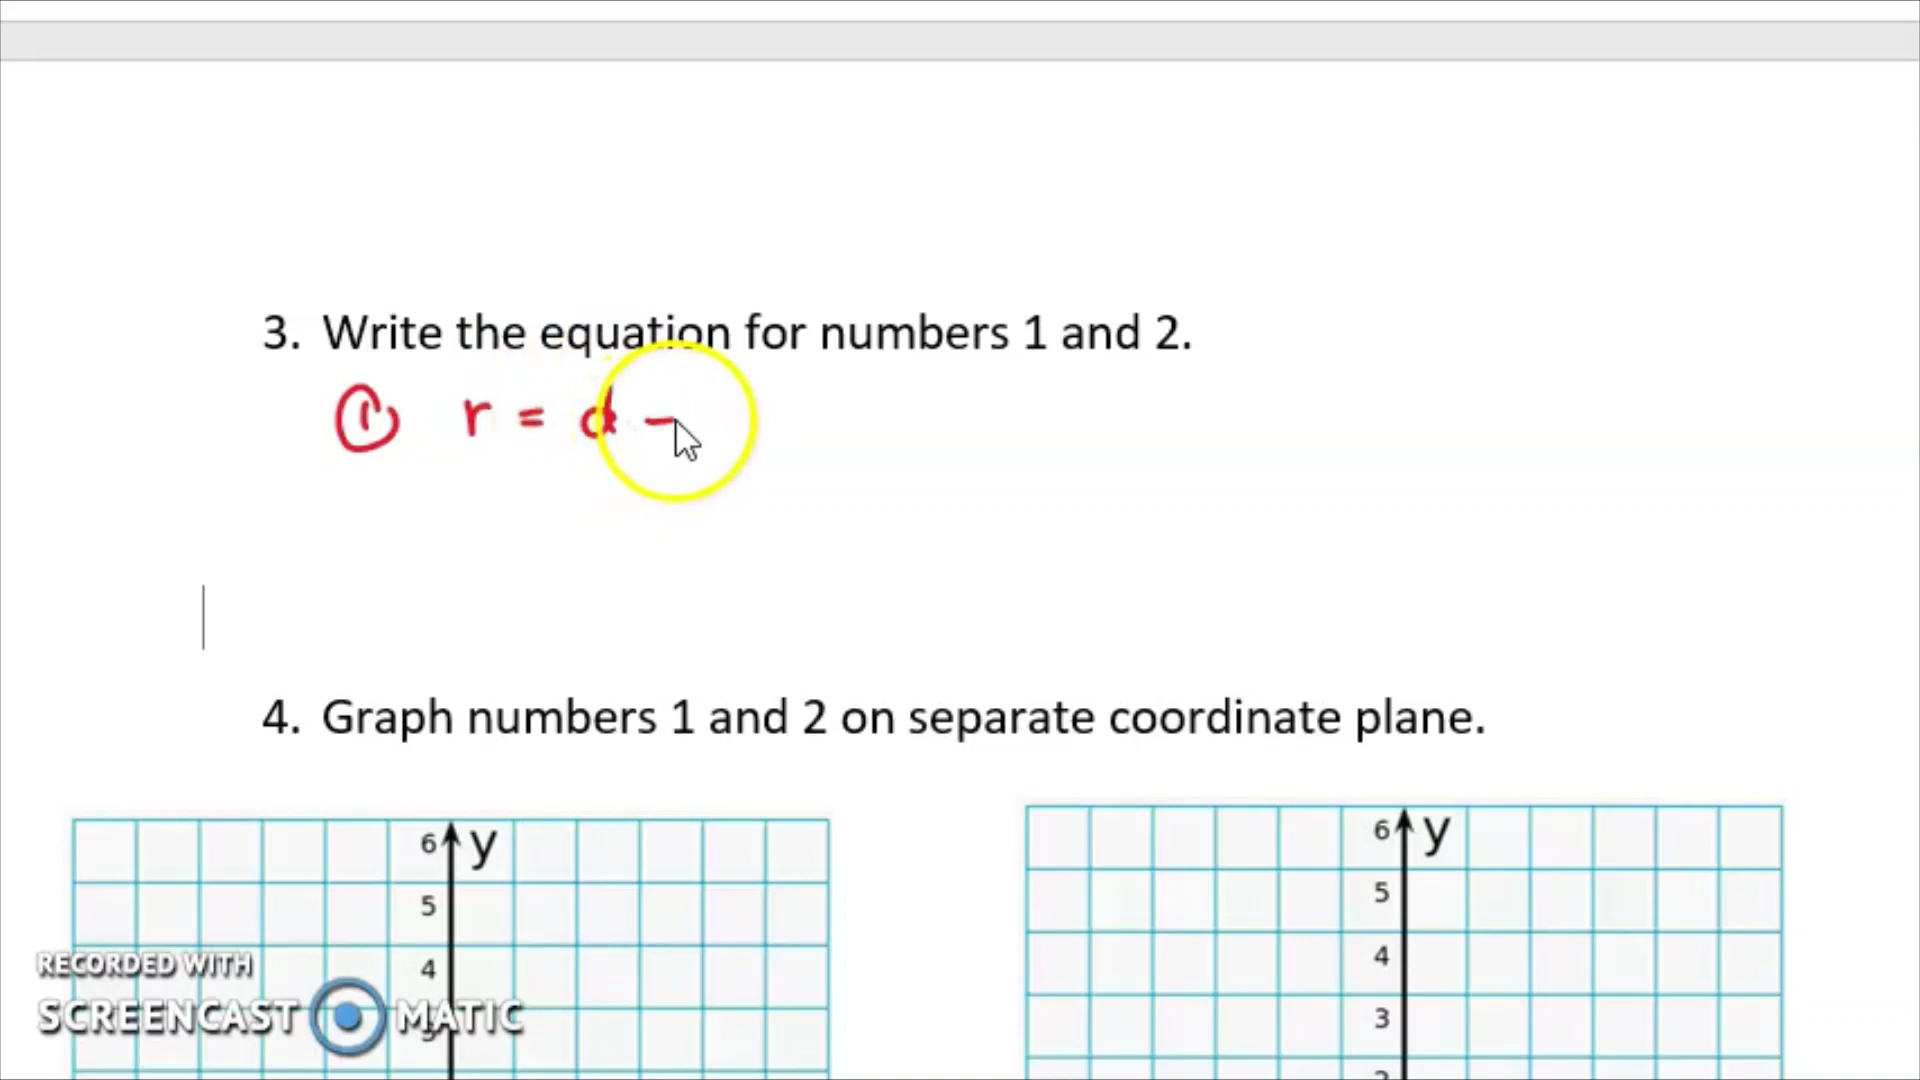 3. Write the equation for numbers 1 and 2.
① r = d -
4. Graph numbers 1 and 2 on separate coordinate plane.
6 y
5
4
3
6 y
5
4
3
RECORDED WITH
SCREENCAST MATIC